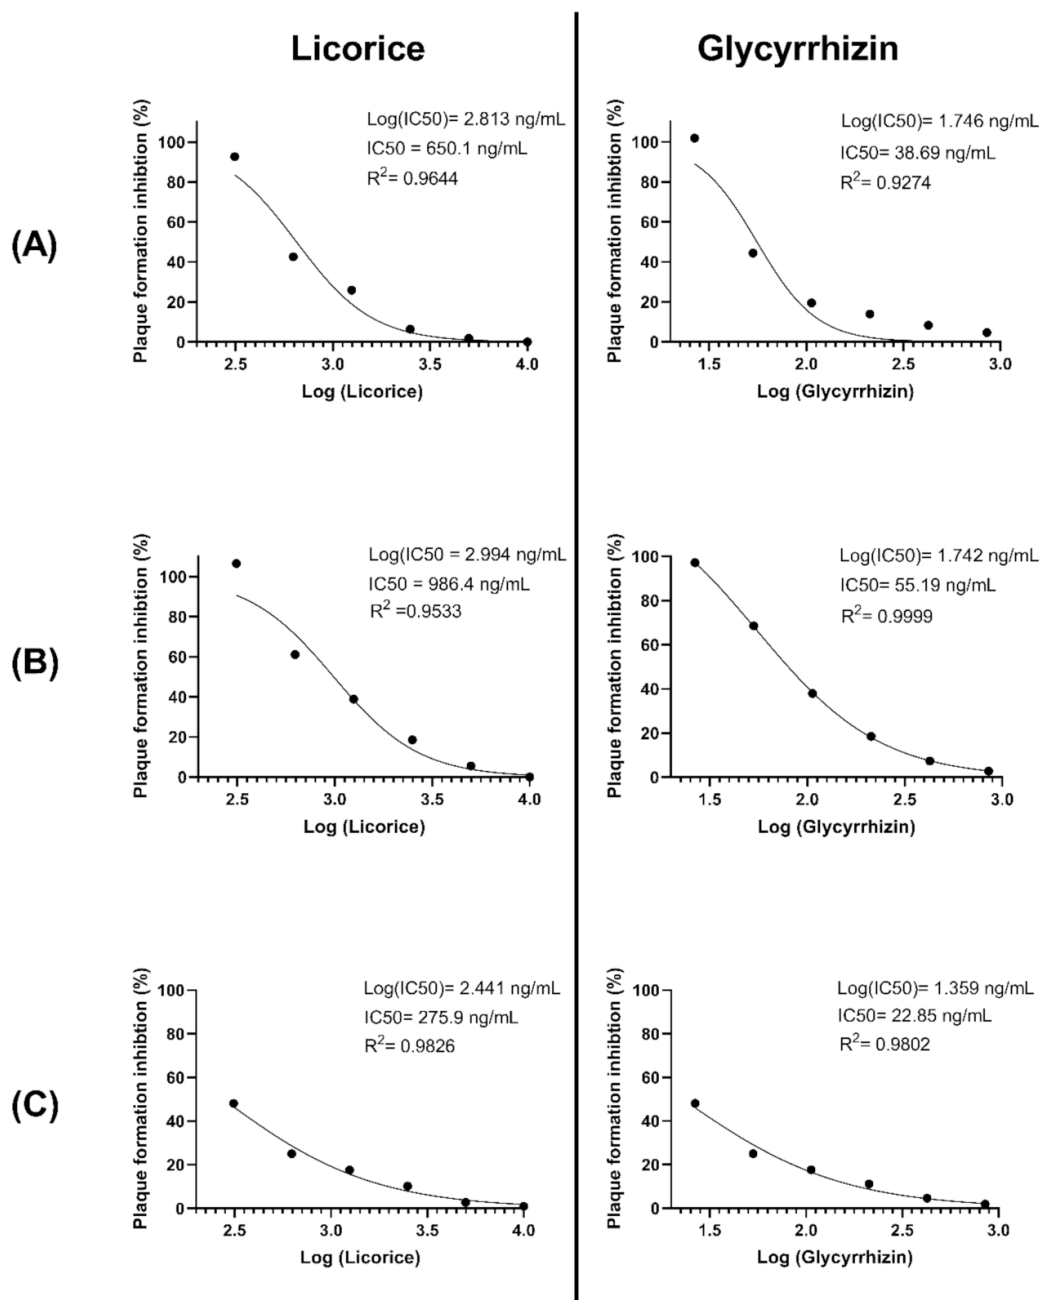 Licorice
Glycyrrhizin
(A)
Plaque formation inhibtion (%)
100
80
60
40
20
0
Log(IC50)= 2.813 ng/mL
IC50 = 650.1 ng/mL
R2= 0.9644
2.5 3.0 3.5 4.0
Log (Licorice)
Plaque formation inhibtion (%)
100
80
60
40
20
0
Log(IC50)= 1.746 ng/mL
IC50= 38.69 ng/mL
R2= 0.9274
1.5 2.0 2.5 3.0
Log (Glycyrrhizin)
(B)
Plaque formation inhibtion (%)
100
80
60
40
20
0
Log(IC50 = 2.994 ng/mL
IC50 = 986.4 ng/mL
R2 =0.9533
2.5 3.0 3.5 4.0
Log (Licorice)
Plaque formation inhibtion (%)
100
80
60
40
20
0
Log(IC50)= 1.742 ng/mL
IC50= 55.19 ng/mL
R2= 0.9999
1.5 2.0 2.5 3.0
Log (Glycyrrhizin)
(C)
Plaque formation inhibtion (%)
100
80
60
40
20
0
Log(IC50)= 2.441 ng/mL
IC50= 275.9 ng/mL
R2= 0.9826
2.5 3.0 3.5 4.0
Log (Licorice)
Plaque formation inhibtion (%)
100
80
60
40
20
0
Log(IC50)= 1.359 ng/mL
IC50= 22.85 ng/mL
R2= 0.9802
1.5 2.0 2.5 3.0
Log (Glycyrrhizin)